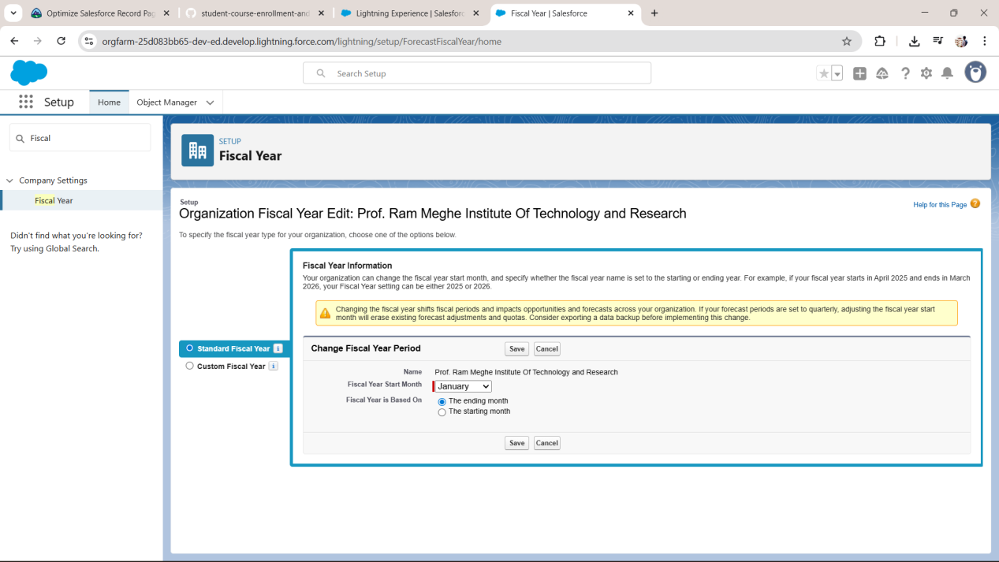 Optimize Salesforce Record Pag
student-course-enrollment-and
Lightning Experience | Salesforc
Fiscal Year | Salesforce
orgfarm-25d083bb65-dev-ed.develop.lightning.force.com/lightning/setup/ForecastFiscalYear/home
Search Setup
Setup
Home
Object Manager
Fiscal
Company Settings
Fiscal Year
Didn't find what you're looking for?
Try using Global Search.
SETUP
Fiscal Year
Setup
Organization Fiscal Year Edit: Prof. Ram Meghe Institute Of Technology and Research
Help for this Page
To specify the fiscal year type for your organization, choose one of the options below.
Standard Fiscal Year
Custom Fiscal Year
Fiscal Year Information
Your organization can change the fiscal year start month, and specify whether the fiscal year name is set to the starting or ending year. For example, if your fiscal year starts in April 2025 and ends in March
2026, your Fiscal Year setting can be either 2025 or 2026.
Changing the fiscal year shifts fiscal periods and impacts opportunities and forecasts across your organization. If your forecast periods are set to quarterly, adjusting the fiscal year start
month will erase existing forecast adjustments and quotas. Consider exporting a data backup before implementing this change.
Change Fiscal Year Period
Save Cancel
Name Prof. Ram Meghe Institute Of Technology and Research
Fiscal Year Start Month January
Fiscal Year is Based On The ending month
The starting month
Save Cancel